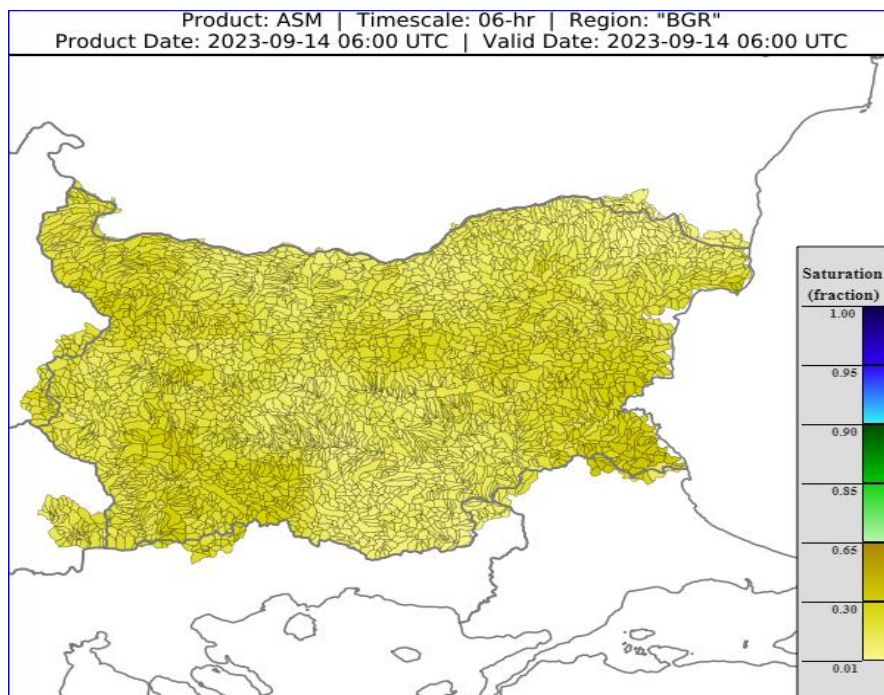 Product: ASM | Timescale: 06-hr | Region: "BGR"
Product Date: 2023-09-14 06:00 UTC | Valid Date: 2023-09-14 06:00 UTC
Saturation
(fraction)
1.00
0.95
0.90
0.85
0.65
0.30
0.01